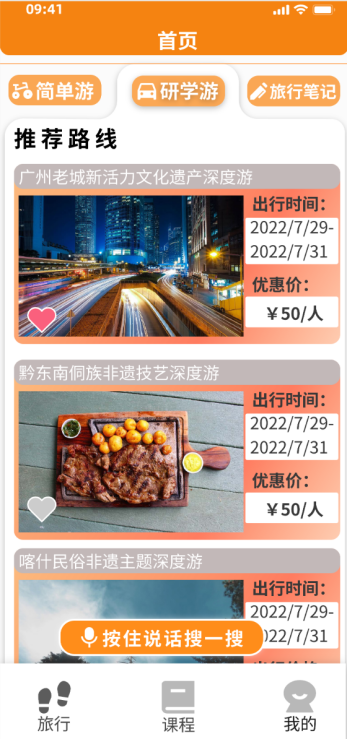 09:41
首页
简单游
研学游
旅行笔记
推荐路线
广州老城新活力文化遗产深度游
出行时间：
2022/7/29-
2022/7/31
优惠价：
￥50/人
黔东南侗族非遗技艺深度游
出行时间：
2022/7/29-
2022/7/31
优惠价：
￥50/人
喀什民俗非遗主题深度游
出行时间：
2022/7/29-
2022/7/31
按住说话搜一搜
旅行
课程
我的